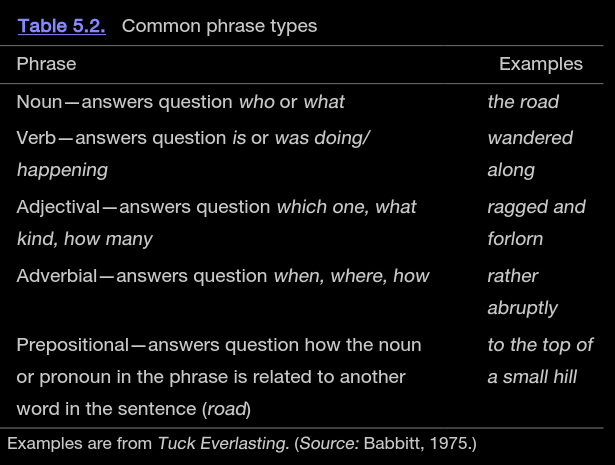 Table 5.2. Common phrase types
Phrase Examples
Noun—answers question who or what the road
Verb—answers question is or was doing/ wandered
happening along
Adjectival—answers question which one, what ragged and
kind, how many forlorn
Adverbial—answers question when, where, how rather
abruptly
Prepositional—answers question how the noun to the top of
or pronoun in the phrase is related to another a small hill
word in the sentence (road)
Examples are from Tuck Everlasting. (Source: Babbitt, 1975.)